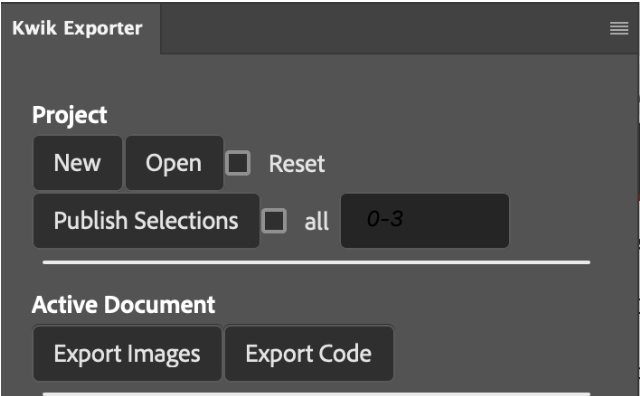 Kwik Exporter
Project
New Open Reset
Publish Selections all 0-3
Active Document
Export Images Export Code